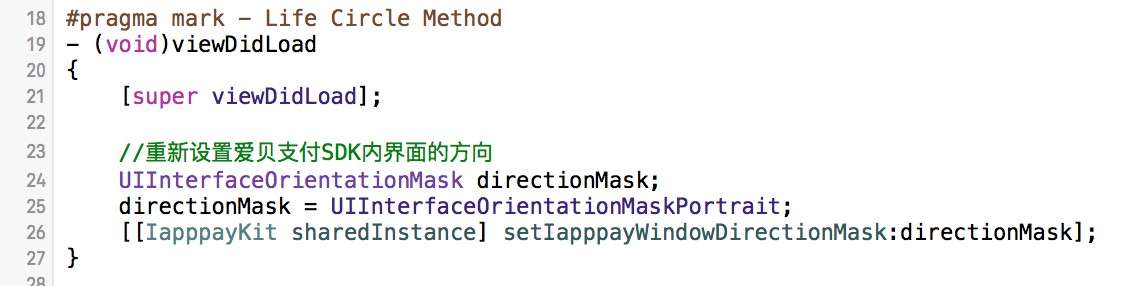 18 #pragma mark - Life Circle Method
19 - (void)viewDidLoad
20 {
21     [super viewDidLoad];
22
23     //重新设置爱贝支付SDK内界面的方向
24     UIInterfaceOrientationMask directionMask;
25     directionMask = UIInterfaceOrientationMaskPortrait;
26     [[IapppayKit sharedInstance] setIapppayWindowDirectionMask:directionMask];
27 }
28